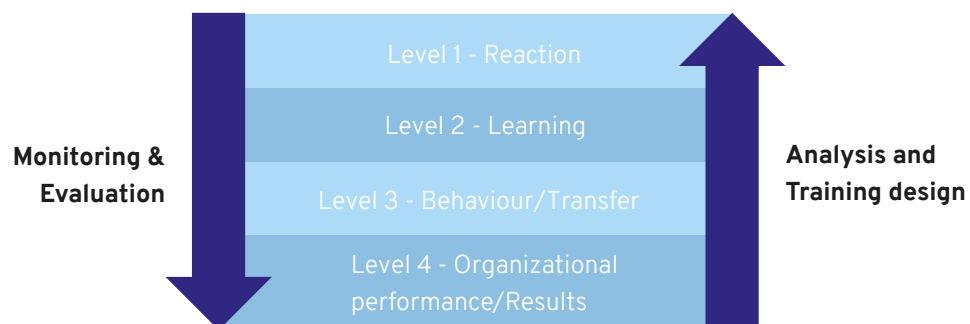 Level 1 - Reaction
Level 2 - Learning
Monitoring &
Evaluation
Analysis and
Training design
Level 3 - Behaviour/Transfer
Level 4 - Organizational
performance/Results